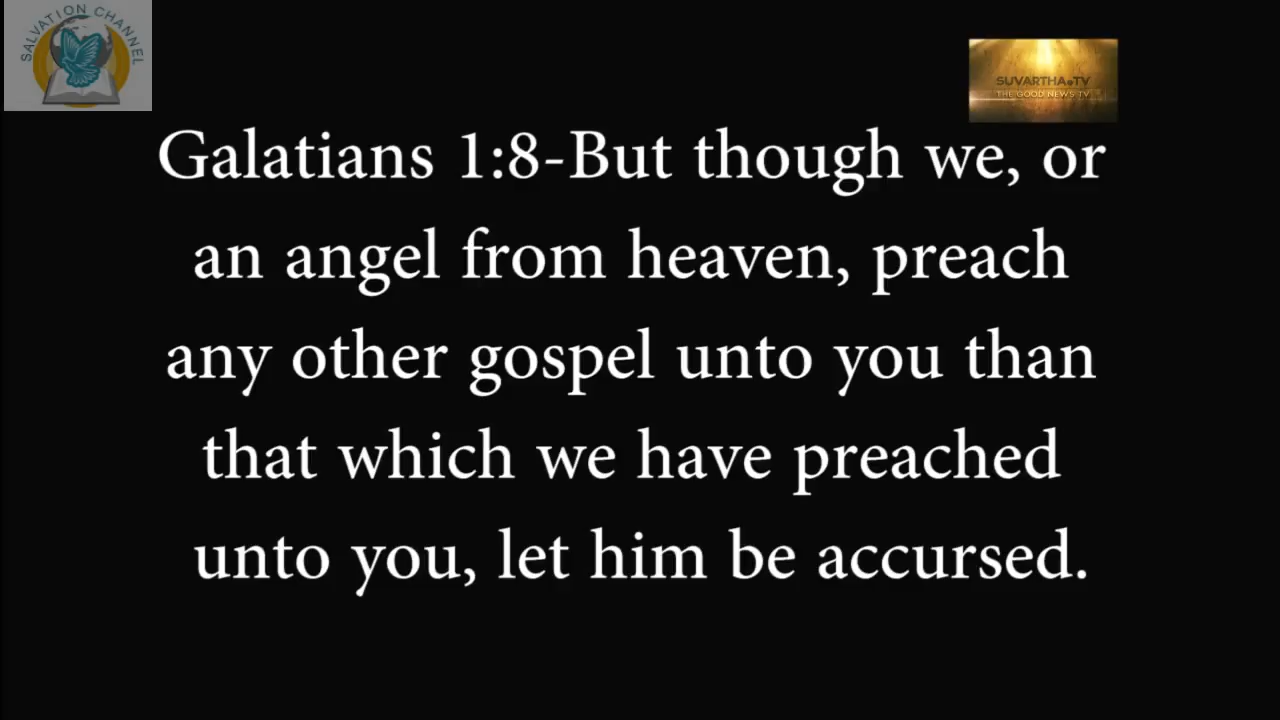 SALVATION CHANNEL
SUVARTHA TV
THE GOOD NEWS TV
Galatians 1:8-But though we, or
an angel from heaven, preach
any other gospel unto you than
that which we have preached
unto you, let him be accursed.